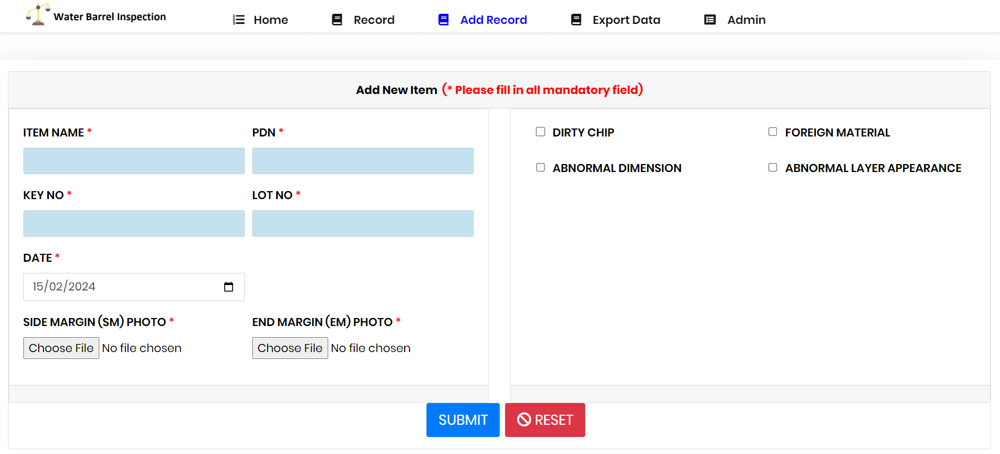 Water Barrel Inspection
Home
Record
Add Record
Export Data
Admin
Add New Item (* Please fill in all mandatory field)
ITEM NAME *
PDN *
KEY NO *
LOT NO *
DATE *
15/02/2024
SIDE MARGIN (SM) PHOTO *
END MARGIN (EM) PHOTO *
Choose File No file chosen
Choose File No file chosen
DIRTY CHIP
FOREIGN MATERIAL
ABNORMAL DIMENSION
ABNORMAL LAYER APPEARANCE
SUBMIT
RESET